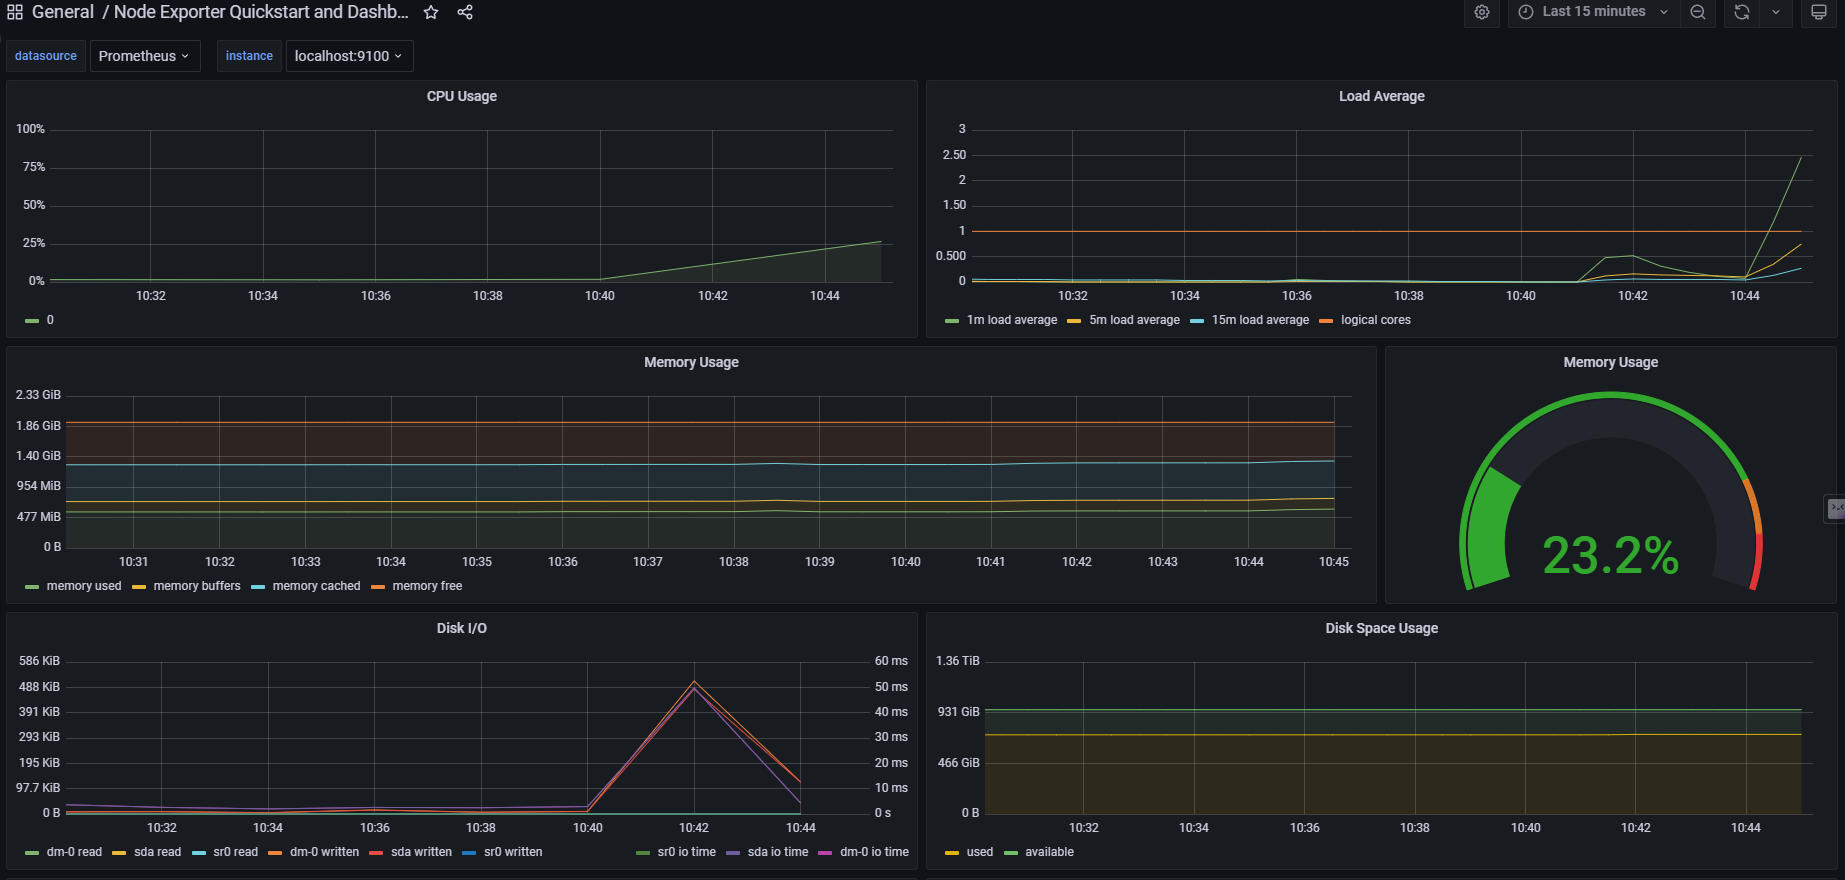 General / Node Exporter Quickstart and Dashb...
Last 15 minutes
datasource Prometheus instance localhost:9100
CPU Usage
100%
75%
50%
25%
0%
10:32 10:34 10:36 10:38 10:40 10:42 10:44
0
Load Average
3
2.50
2
1.50
1
0.500
0
10:32 10:34 10:36 10:38 10:40 10:42 10:44
1m load average 5m load average 15m load average logical cores
Memory Usage
2.33 GiB
1.86 GiB
1.40 GiB
954 MiB
477 MiB
0 B
10:31 10:32 10:33 10:34 10:35 10:36 10:37 10:38 10:39 10:40 10:41 10:42 10:43 10:44 10:45
memory used memory buffers memory cached memory free
Memory Usage
23.2%
Disk I/O
586 KiB 60 ms
488 KiB 50 ms
391 KiB 40 ms
293 KiB 30 ms
195 KiB 20 ms
97.7 KiB 10 ms
0 B 0 s
10:32 10:34 10:36 10:38 10:40 10:42 10:44
dm-0 read sda read sr0 read dm-0 written sda written sr0 written sr0 io time sda io time dm-0 io time
Disk Space Usage
1.36 TiB
931 GiB
466 GiB
0 B
10:32 10:34 10:36 10:38 10:40 10:42 10:44
used available